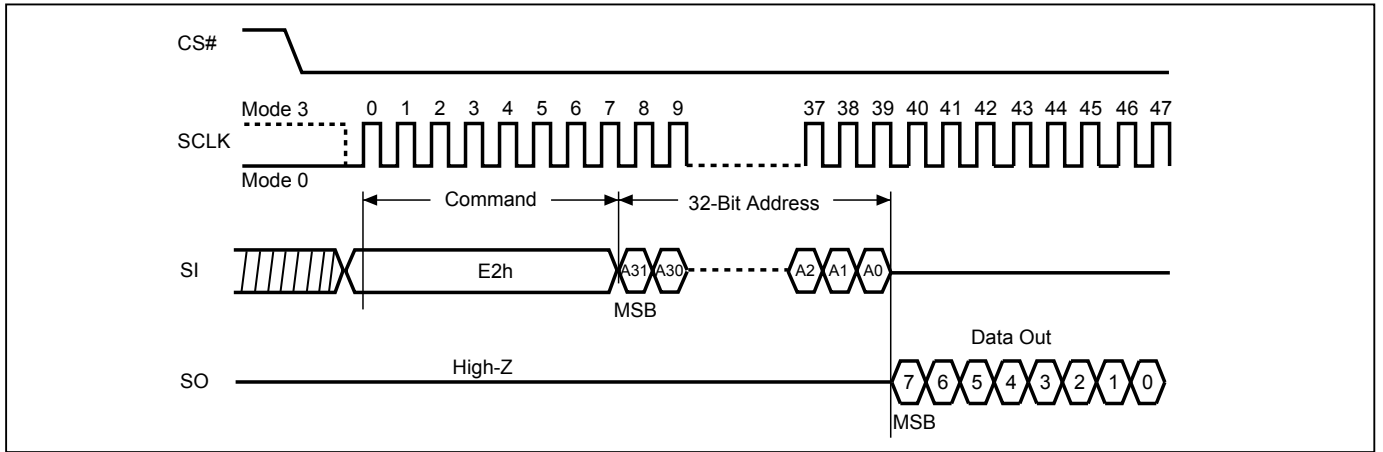 CS#
Mode 3
0 1 2 3 4 5 6 7 8 9 37 38 39 40 41 42 43 44 45 46 47
SCLK
Mode 0
Command
32-Bit Address
SI
E2h
A31 A30 A2 A1 A0
MSB
Data Out
High-Z
SO
7 6 5 4 3 2 1 0
MSB